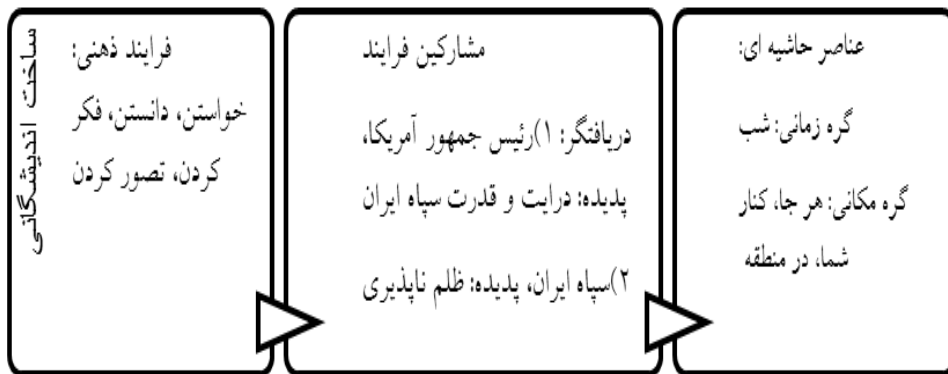 ساخت اندیشگانی
فرایند ذهنی:
خواستن، دانستن، فکر
کردن، تصور کردن
مشارکین فرایند
دریافتگر: ۱)رئیس جمهور آمریکا،
پدیده: درایت و قدرت سپاه ایران
۲)سپاه ایران، پدیده: ظلم ناپذیری
عناصر حاشیه ای:
گره زمانی: شب
گره مکانی: هر جا، کنار
شما، در منطقه